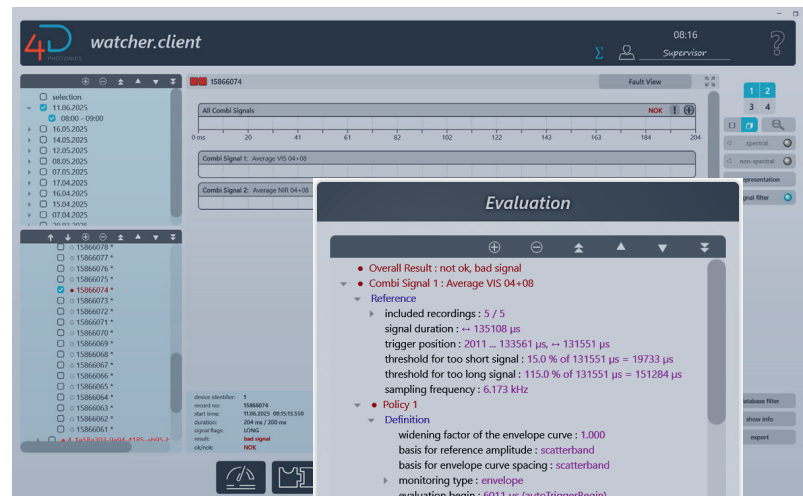 4D
PHOTONICS
watcher.client
08:16
Σ
Supervisor
?
selection
11.06.2025
08:00 - 09:00
16.05.2025
14.05.2025
12.05.2025
08.05.2025
07.05.2025
17.04.2025
16.04.2025
15.04.2025
07.04.2025
15866078 *
15866077 *
15866076 *
15866075 *
15866074 *
15866073 *
15866072 *
15866071 *
15866070 *
15866069 *
15866068 *
15866067 *
15866066 *
15866065 *
15866064 *
15866063 *
15866062 *
15866061 *
15866074
Fault View
All Combi Signals
NOK
!
0 ms 20 41 61 82 102 122 143 163 184 204
Combi Signal 1: Average VIS 04+08
Combi Signal 2: Average NIR 04+08
device identifier: 1
record no: 15866074
start time: 11.06.2025 08:15:13.550
duration: 204 ms / 200 ms
signal flags: LONG
result: bad signal
ok/nok: NOK
1 2
3 4
spectral
non-spectral
representation
gnal filter
atabase filter
show info
export
Evaluation
Overall Result : not ok, bad signal
Combi Signal 1 : Average VIS 04+08
Reference
included recordings : 5 / 5
signal duration : ↔ 135108 µs
trigger position : 2011 ... 133561 µs, ↔ 131551 µs
threshold for too short signal : 15.0 % of 131551 µs = 19733 µs
threshold for too long signal : 115.0 % of 131551 µs = 151284 µs
sampling frequency : 6.173 kHz
Policy 1
Definition
widening factor of the envelope curve : 1.000
basis for reference amplitude : scatterband
basis for envelope curve spacing : scatterband
monitoring type : envelope
evaluation begin : 6011 µs (autoTriggerBegin)